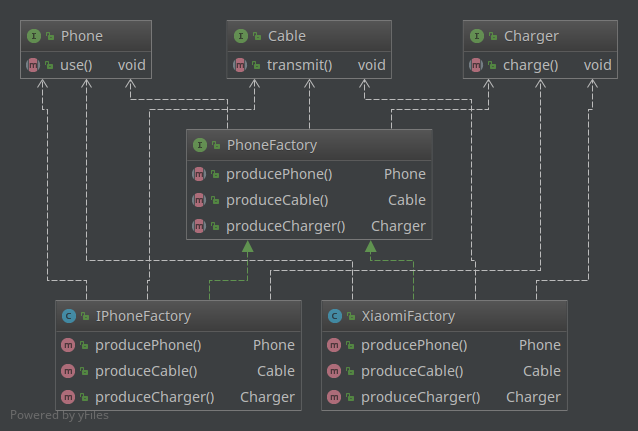 Phone
use() void
Cable
transmit() void
Charger
charge() void
PhoneFactory
producePhone() Phone
produceCable() Cable
produceCharger() Charger
IPhoneFactory
producePhone() Phone
produceCable() Cable
produceCharger() Charger
XiaomiFactory
producePhone() Phone
produceCable() Cable
produceCharger() Charger
Powered by yFiles